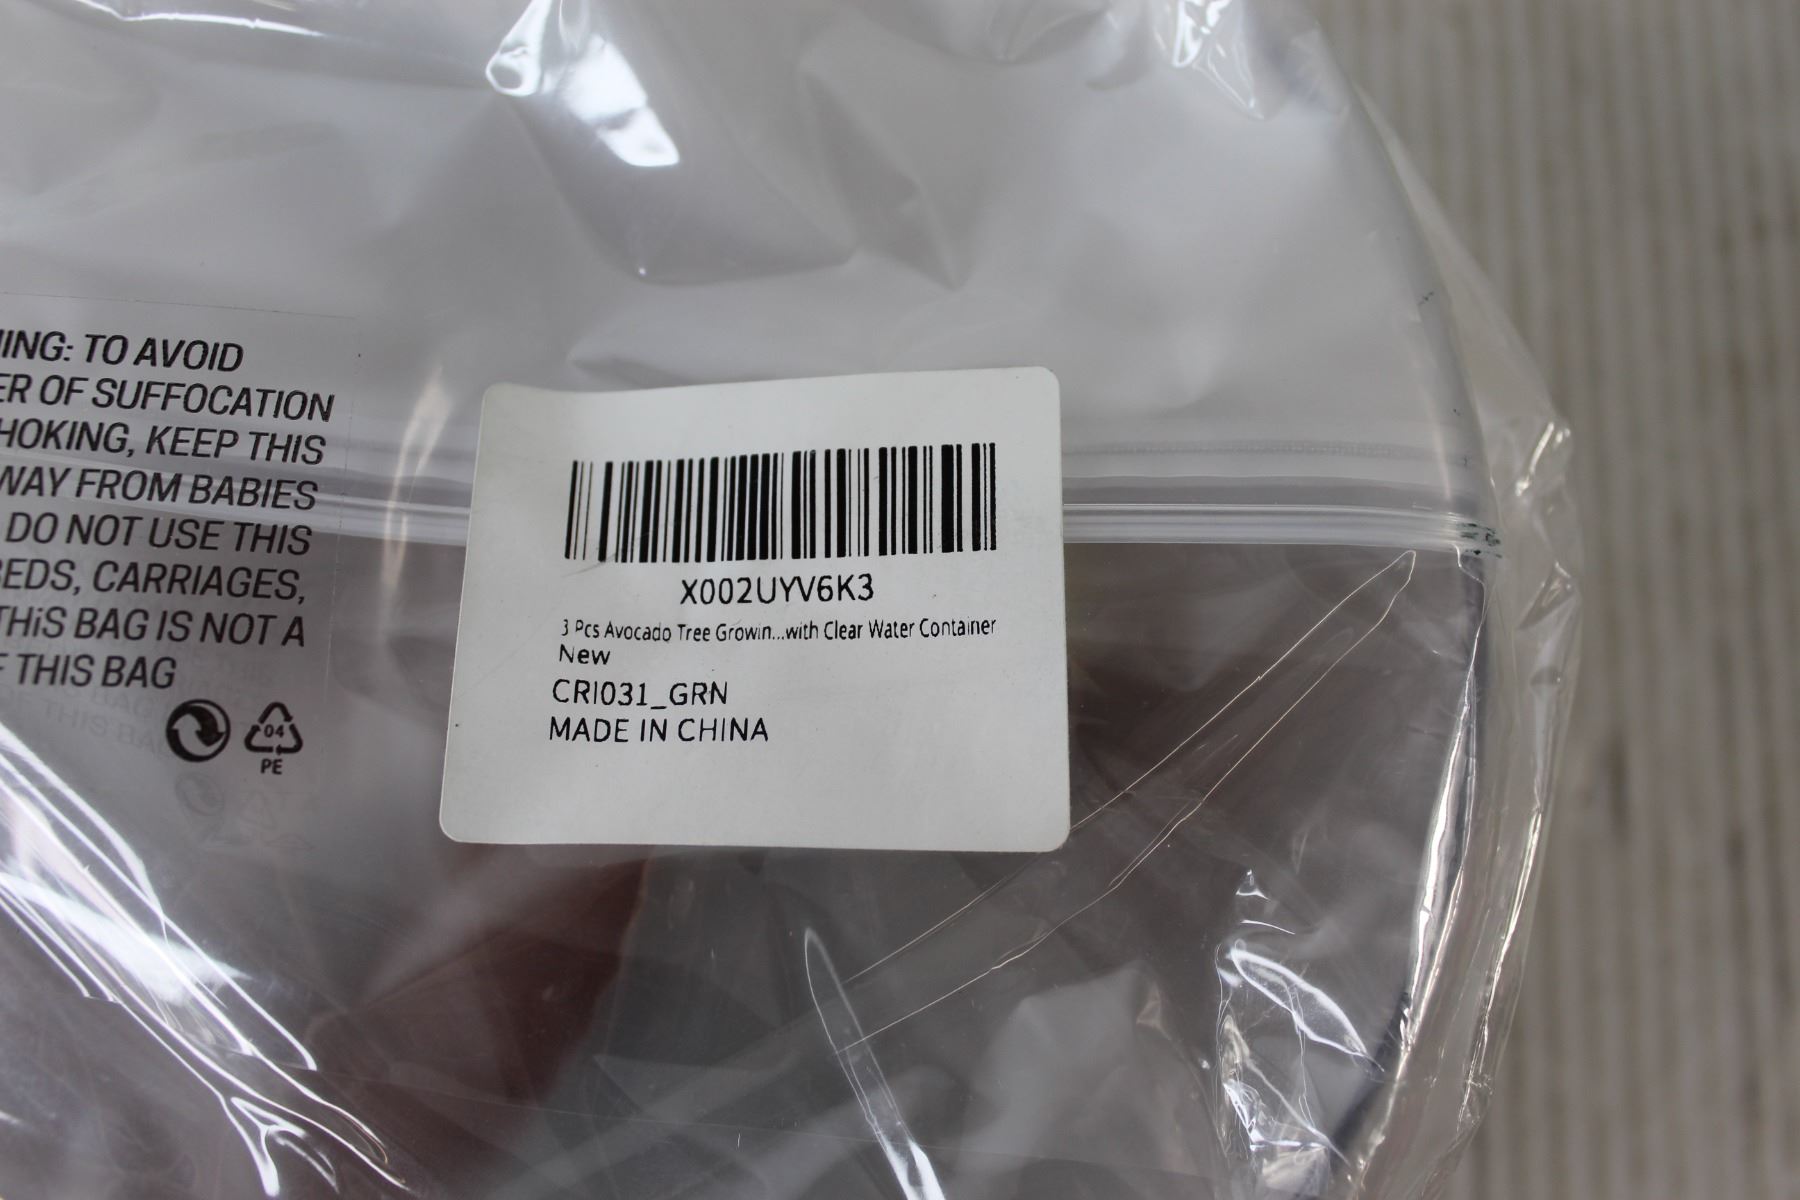 ING: TO AVOID
ER OF SUFFOCATION
HOKING, KEEP THIS
WAY FROM BABIES
DO NOT USE THIS
BEDS, CARRIAGES,
THiS BAG IS NOT A
F THIS BAG
04
PE
X002UYV6K3
3 Pcs Avocado Tree Growin...with Clear Water Container
New
CRI031_GRN
MADE IN CHINA